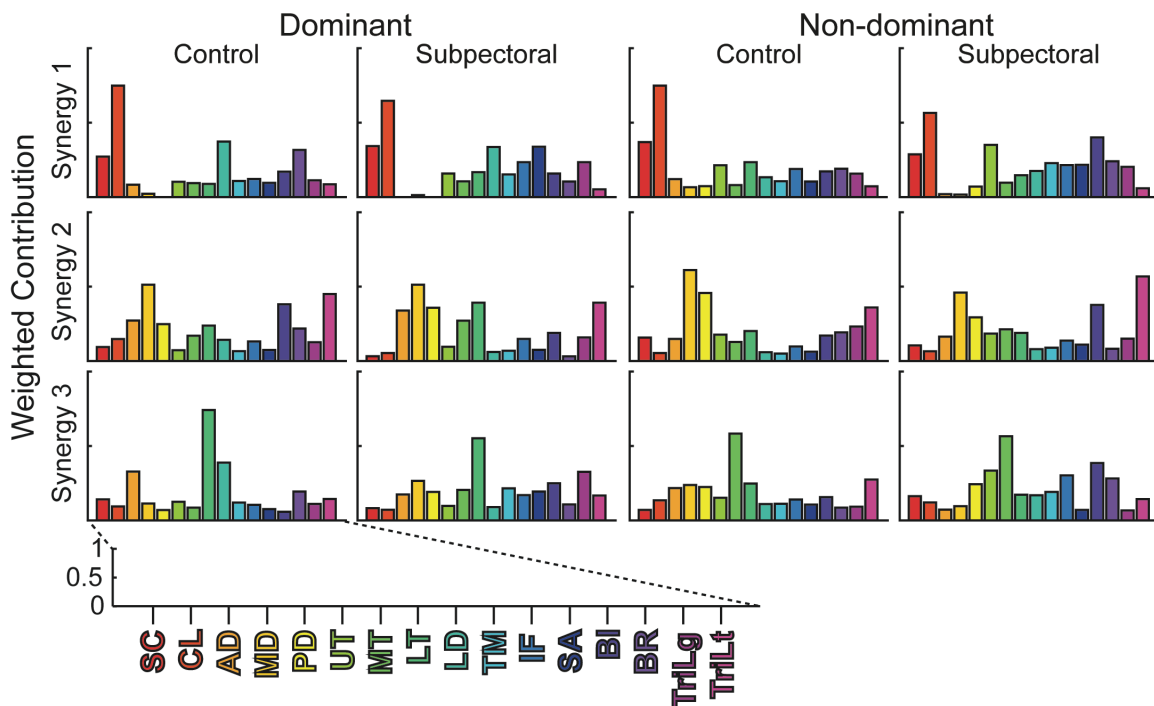 Dominant
Non-dominant
Control
Subpectoral
Control
Subpectoral
Weighted Contribution
Synergy 1
Synergy 2
Synergy 3
1
0.5
0
SC
CL
AD
MD
PD
UT
MT
LT
LD
TM
IF
SA
BI
BR
TriLg
TriLt